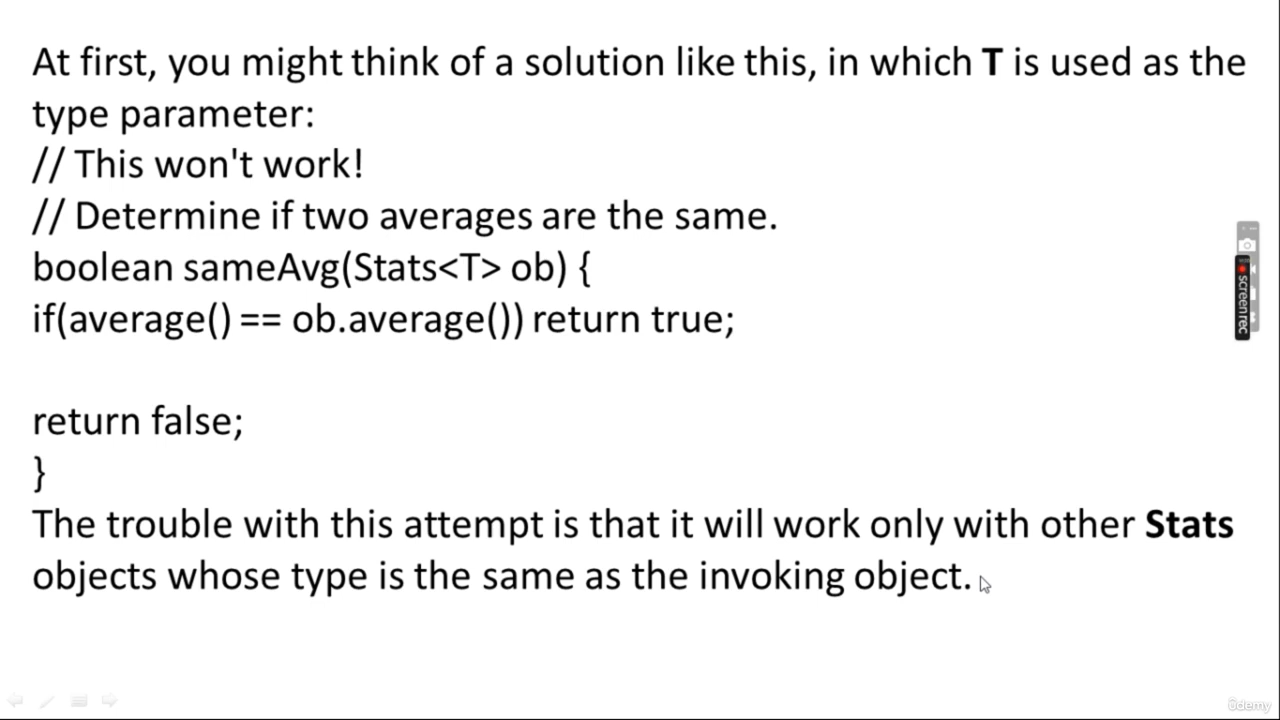 At first, you might think of a solution like this, in which T is used as the
type parameter:
// This won't work!
// Determine if two averages are the same.
boolean sameAvg(Stats<T> ob) {
if(average() == ob.average()) return true;
return false;
}
The trouble with this attempt is that it will work only with other Stats
objects whose type is the same as the invoking object.
screenrec
ûdemy